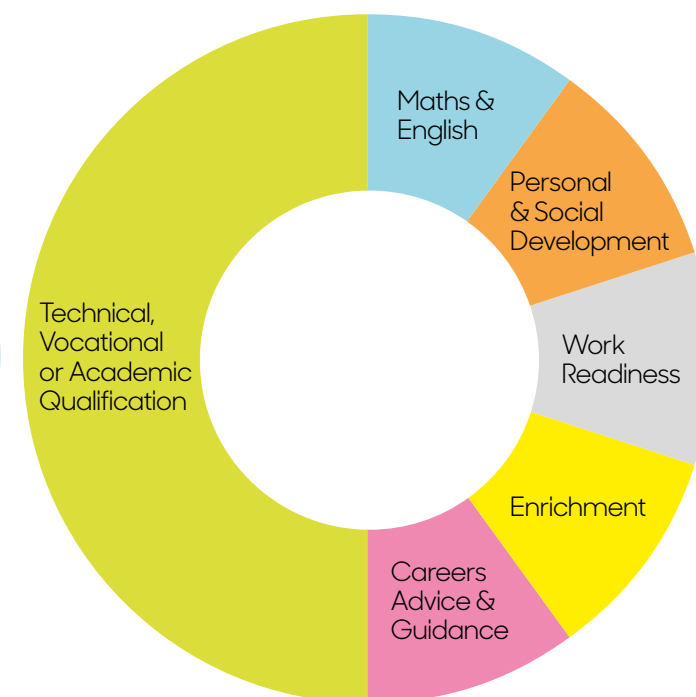 Maths &
English
Personal
& Social
Development
Work
Readiness
Enrichment
Careers
Advice &
Guidance
Technical,
Vocational
or Academic
Qualification